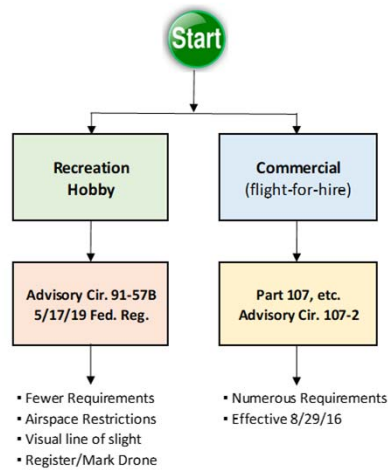 Start
Recreation
Hobby
Commercial
(flight-for-hire)
Advisory Cir. 91-57B
5/17/19 Fed. Reg.
Part 107, etc.
Advisory Cir. 107-2
▪ Fewer Requirements
▪ Airspace Restrictions
▪ Visual line of slight
▪ Register/Mark Drone
▪ Numerous Requirements
▪ Effective 8/29/16